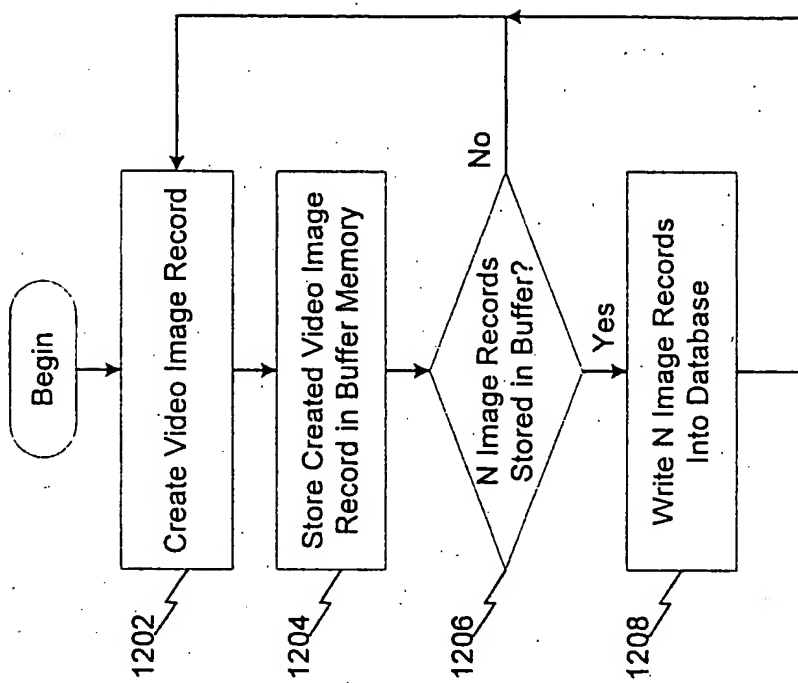 Begin
1202
Create Video Image Record
1204
Store Created Video Image
Record in Buffer Memory
1206
N Image Records
Stored in Buffer?
No
Yes
1208
Write N Image Records
Into Database